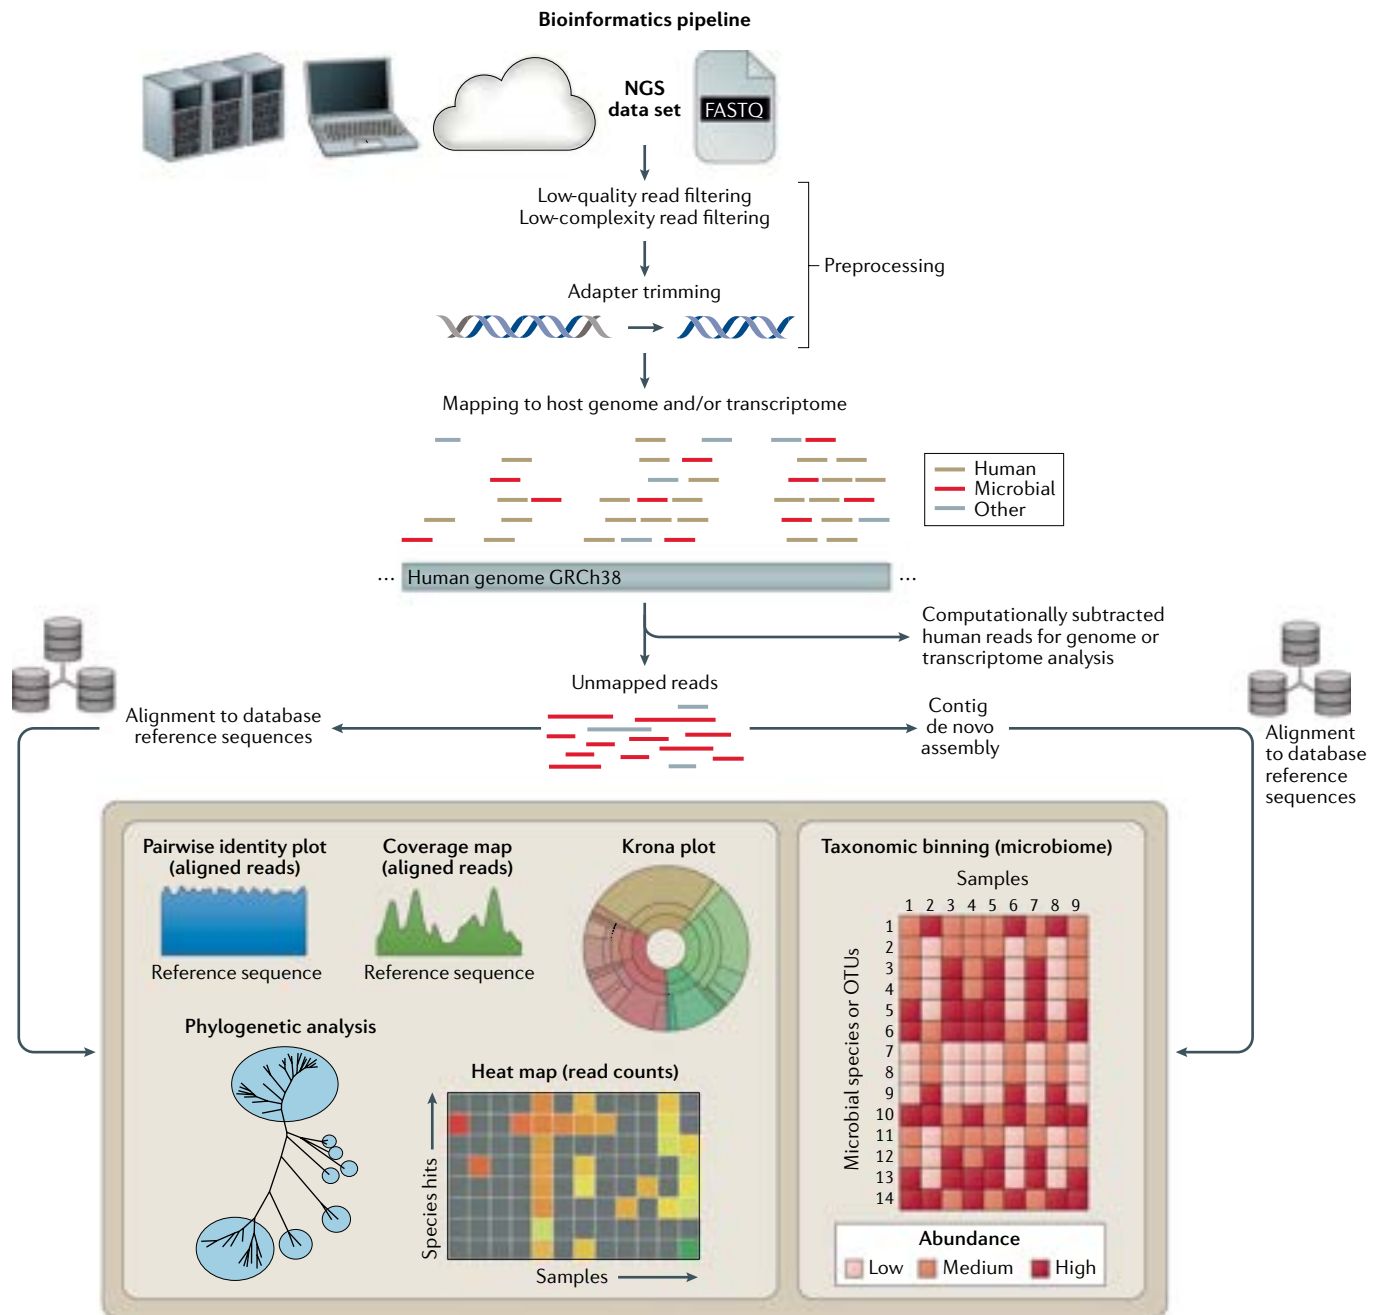 Bioinformatics pipeline
NGS
data set
FASTQ
Low-quality read filtering
Low-complexity read filtering
Preprocessing
Adapter trimming
Mapping to host genome and/or transcriptome
Human
Microbial
Other
... Human genome GRCh38 ...
Computationally subtracted
human reads for genome or
transcriptome analysis
Unmapped reads
Alignment to database
reference sequences
Contig
de novo
assembly
Alignment
to database
reference
sequences
Pairwise identity plot
(aligned reads)
Reference sequence
Coverage map
(aligned reads)
Reference sequence
Krona plot
Phylogenetic analysis
Heat map (read counts)
Species hits
Samples
Taxonomic binning (microbiome)
Samples
1 2 3 4 5 6 7 8 9
Microbial species or OTUs
1
2
3
4
5
6
7
8
9
10
11
12
13
14
Abundance
Low Medium High